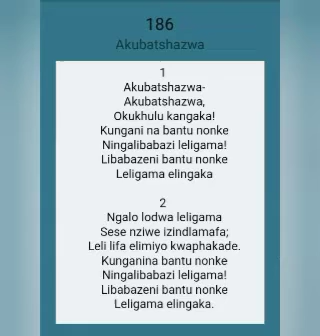 186
Akubatshazwa
1
Akubatshazwa-
Akubatshazwa,
Okukhulu kangaka!
Kungani na bantu nonke
Ningalibabazi leligama!
Libabazeni bantu nonke
Leligama elingaka
2
Ngalo lodwa leligama
Sese nziwe izindlamafa;
Leli lifa elimiyo kwaphakade.
Kunganina bantu nonke
Ningalibabazi leligama!
Libabazeni bantu nonke
Leligama elingaka.